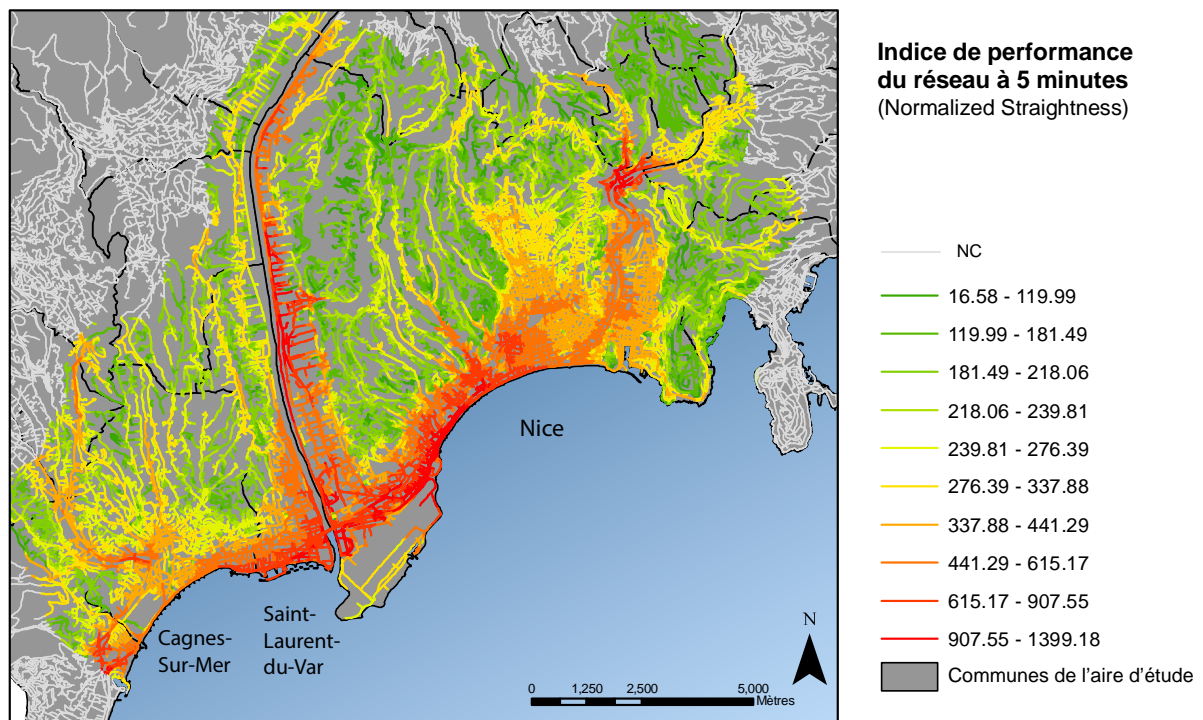 Indice de performance
du réseau à 5 minutes
(Normalized Straightness)
NC
16.58 - 119.99
119.99 - 181.49
181.49 - 218.06
218.06 - 239.81
239.81 - 276.39
276.39 - 337.88
337.88 - 441.29
441.29 - 615.17
615.17 - 907.55
907.55 - 1399.18
Communes de l'aire d'étude
Nice
Cagnes-
Sur-Mer
Saint-
Laurent-
du-Var
N
0 1,250 2,500 5,000
Mètres